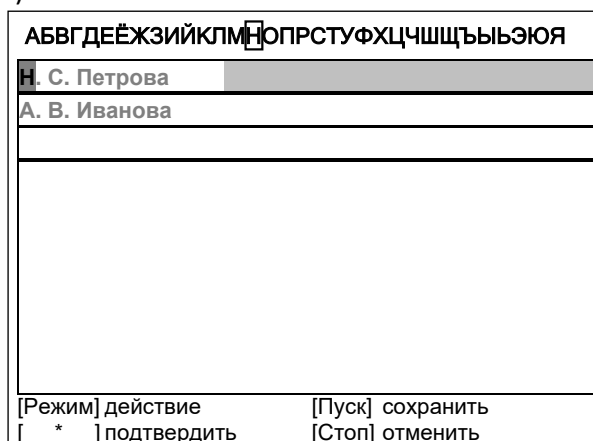 АБВГДЕЁЖЗИЙКЛМНОПРСТУФХЦЧШЩЪЫЬЭЮЯ
Н. С. Петрова
А. В. Иванова
[Режим] действие [Пуск] сохранить
[ * ] подтвердить [Стоп] отменить